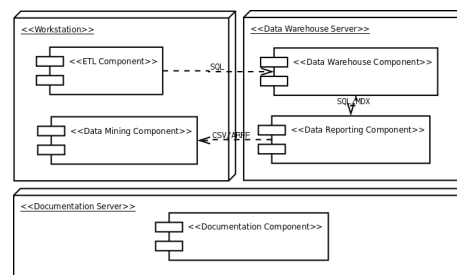 <<Workstation>>
<<Data Warehouse Server>>
<<ETL Component>>
SQL
<<Data Warehouse Component>>
SQL/MDX
<<Data Mining Component>>
CSV/ARFF
<<Data Reporting Component>>
<<Documentation Server>>
<<Documentation Component>>